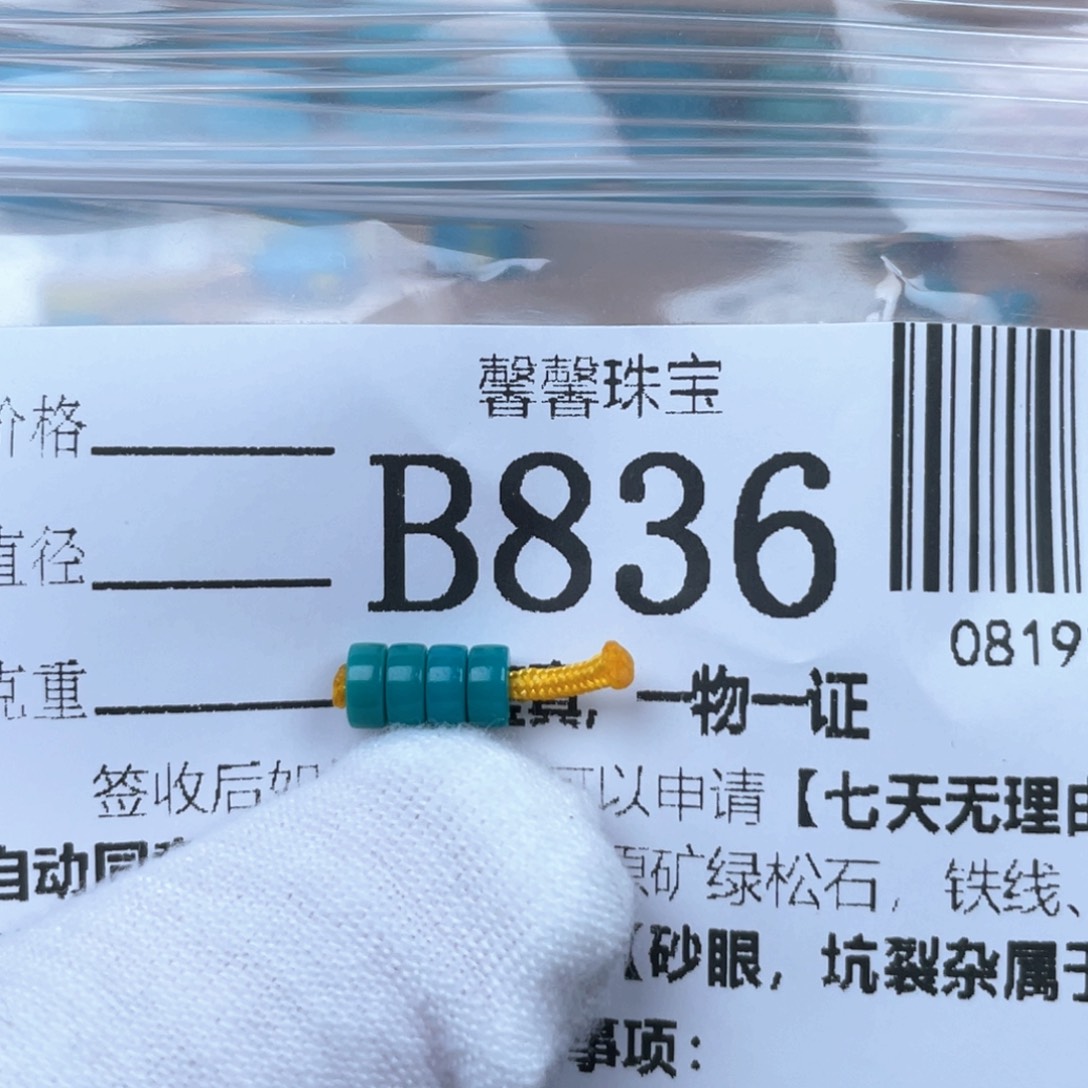 馨馨珠宝
价格
B836
直径
0819
克重
一物一证
签收后如
可以申请【七天无理由
自动同
原矿绿松石，铁线、
砂眼，坑裂杂属于
事项：